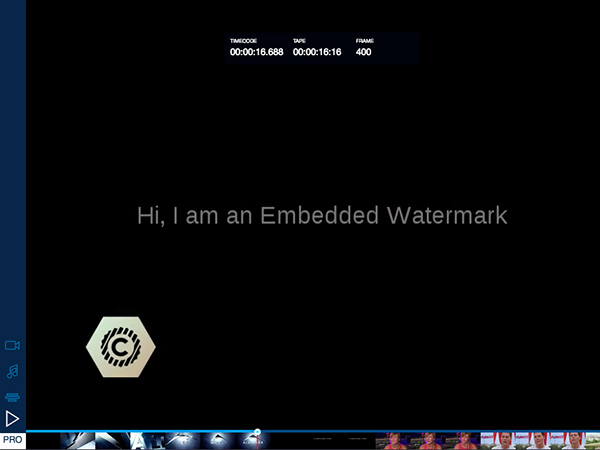 TIMECODE TAPE FRAME
00:00:16.688 00:00:16:16 400
Hi, I am an Embedded Watermark
C
PRO